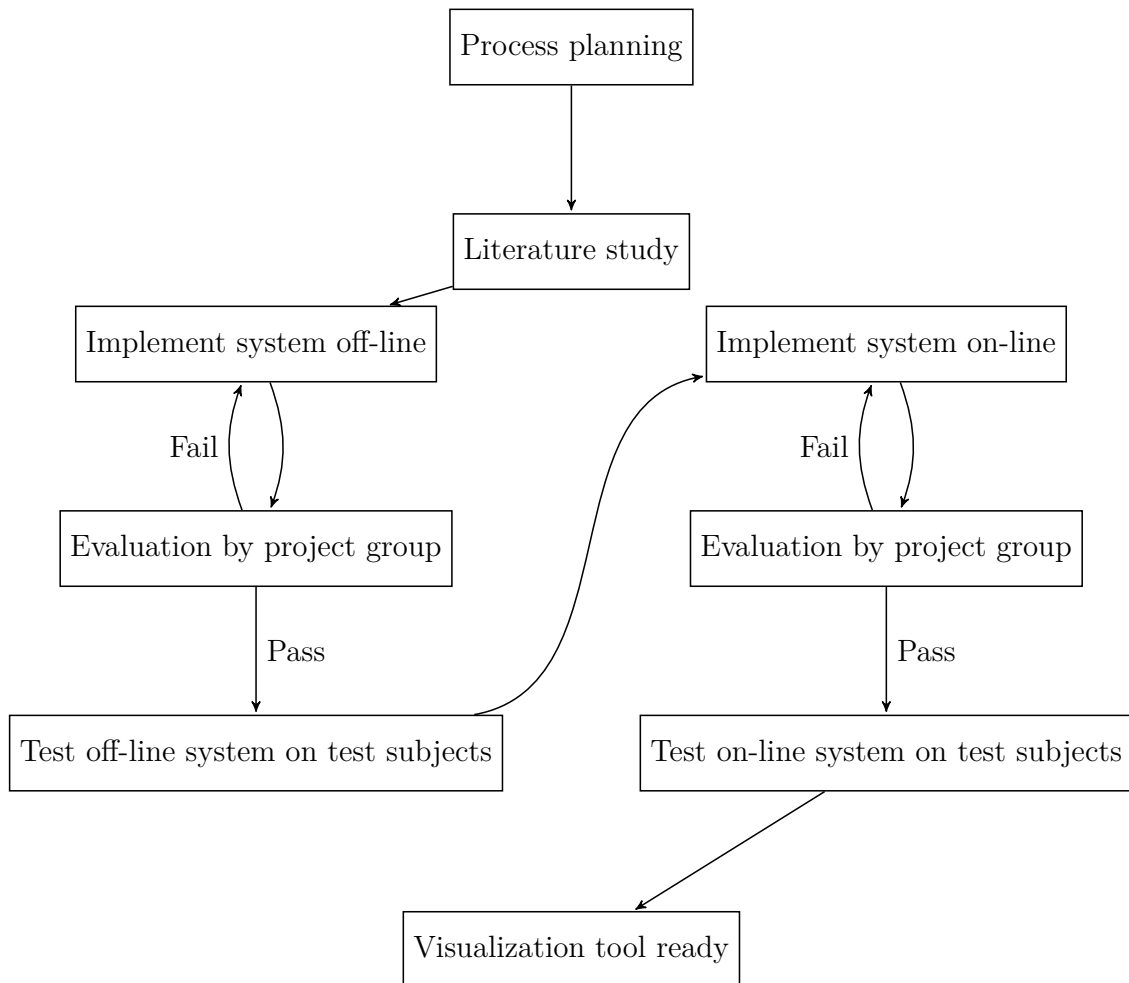 Process planning
Literature study
Implement system off-line
Fail
Evaluation by project group
Pass
Test off-line system on test subjects
Implement system on-line
Fail
Evaluation by project group
Pass
Test on-line system on test subjects
Visualization tool ready